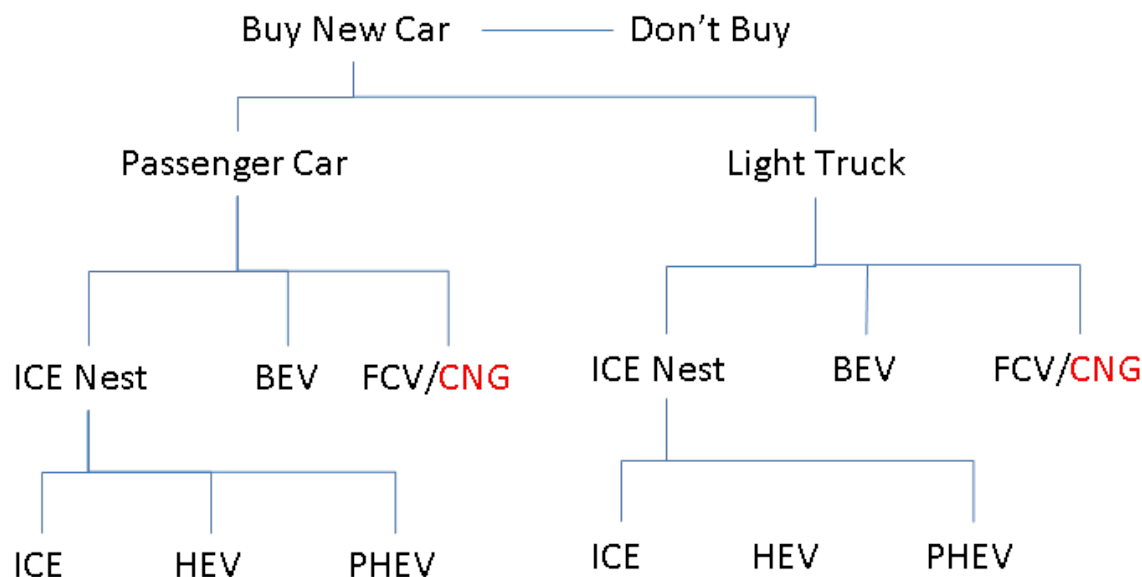 Buy New Car Don't Buy
Passenger Car Light Truck
ICE Nest BEV FCV/CNG ICE Nest BEV FCV/CNG
ICE HEV PHEV ICE HEV PHEV